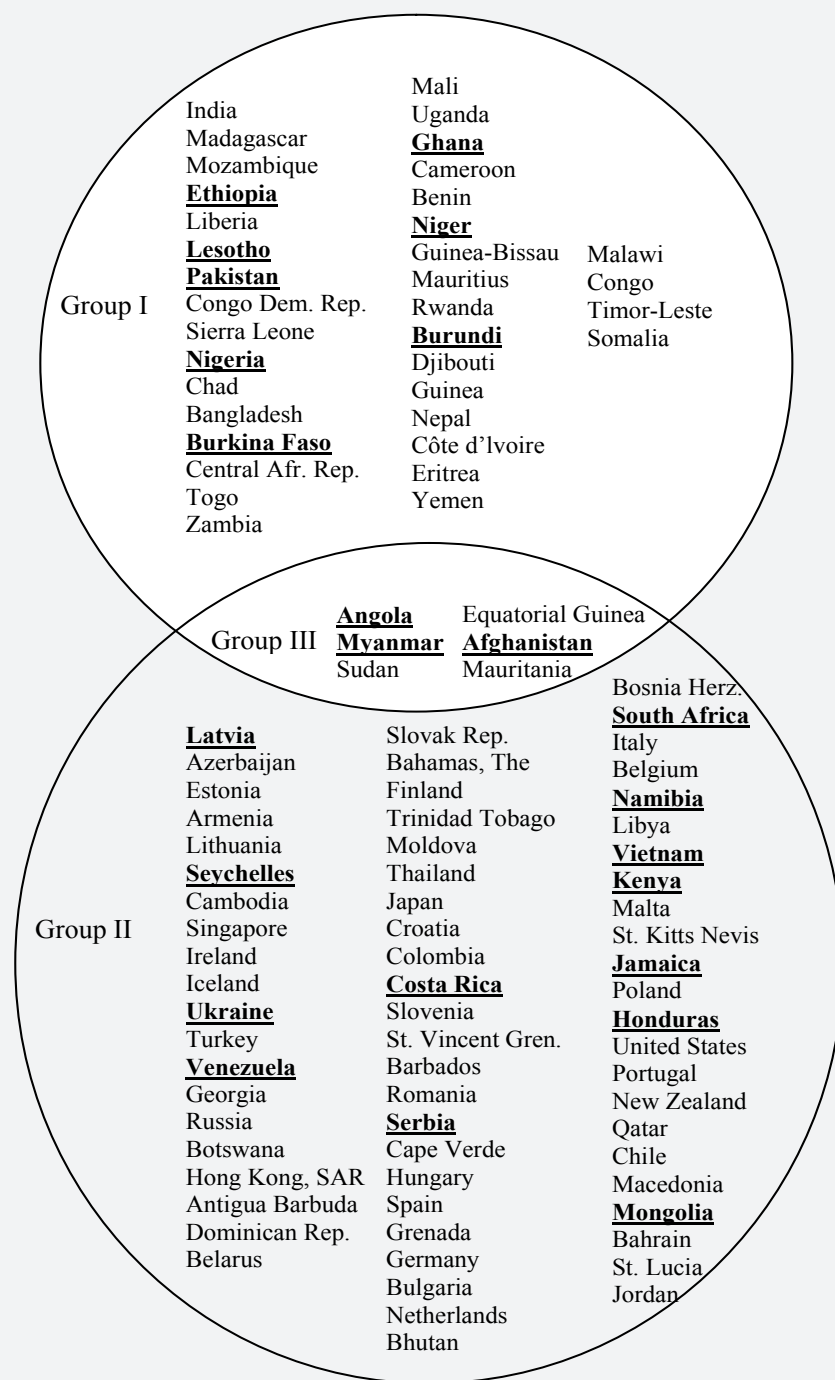 Group I
India
Madagascar
Mozambique
Ethiopia
Liberia
Lesotho
Pakistan
Congo Dem. Rep.
Sierra Leone
Nigeria
Chad
Bangladesh
Burkina Faso
Central Afr. Rep.
Togo
Zambia
Mali
Uganda
Ghana
Cameroon
Benin
Niger
Guinea-Bissau
Mauritius
Rwanda
Burundi
Djibouti
Guinea
Nepal
Côte d’lvoire
Eritrea
Yemen
Malawi
Congo
Timor-Leste
Somalia
Group III
Angola
Myanmar
Sudan
Equatorial Guinea
Afghanistan
Mauritania
Group II
Latvia
Azerbaijan
Estonia
Armenia
Lithuania
Seychelles
Cambodia
Singapore
Ireland
Iceland
Ukraine
Turkey
Venezuela
Georgia
Russia
Botswana
Hong Kong, SAR
Antigua Barbuda
Dominican Rep.
Belarus
Slovak Rep.
Bahamas, The
Finland
Trinidad Tobago
Moldova
Thailand
Japan
Croatia
Colombia
Costa Rica
Slovenia
St. Vincent Gren.
Barbados
Romania
Serbia
Cape Verde
Hungary
Spain
Grenada
Germany
Bulgaria
Netherlands
Bhutan
Bosnia Herz.
South Africa
Italy
Belgium
Namibia
Libya
Vietnam
Kenya
Malta
St. Kitts Nevis
Jamaica
Poland
Honduras
United States
Portugal
New Zealand
Qatar
Chile
Macedonia
Mongolia
Bahrain
St. Lucia
Jordan